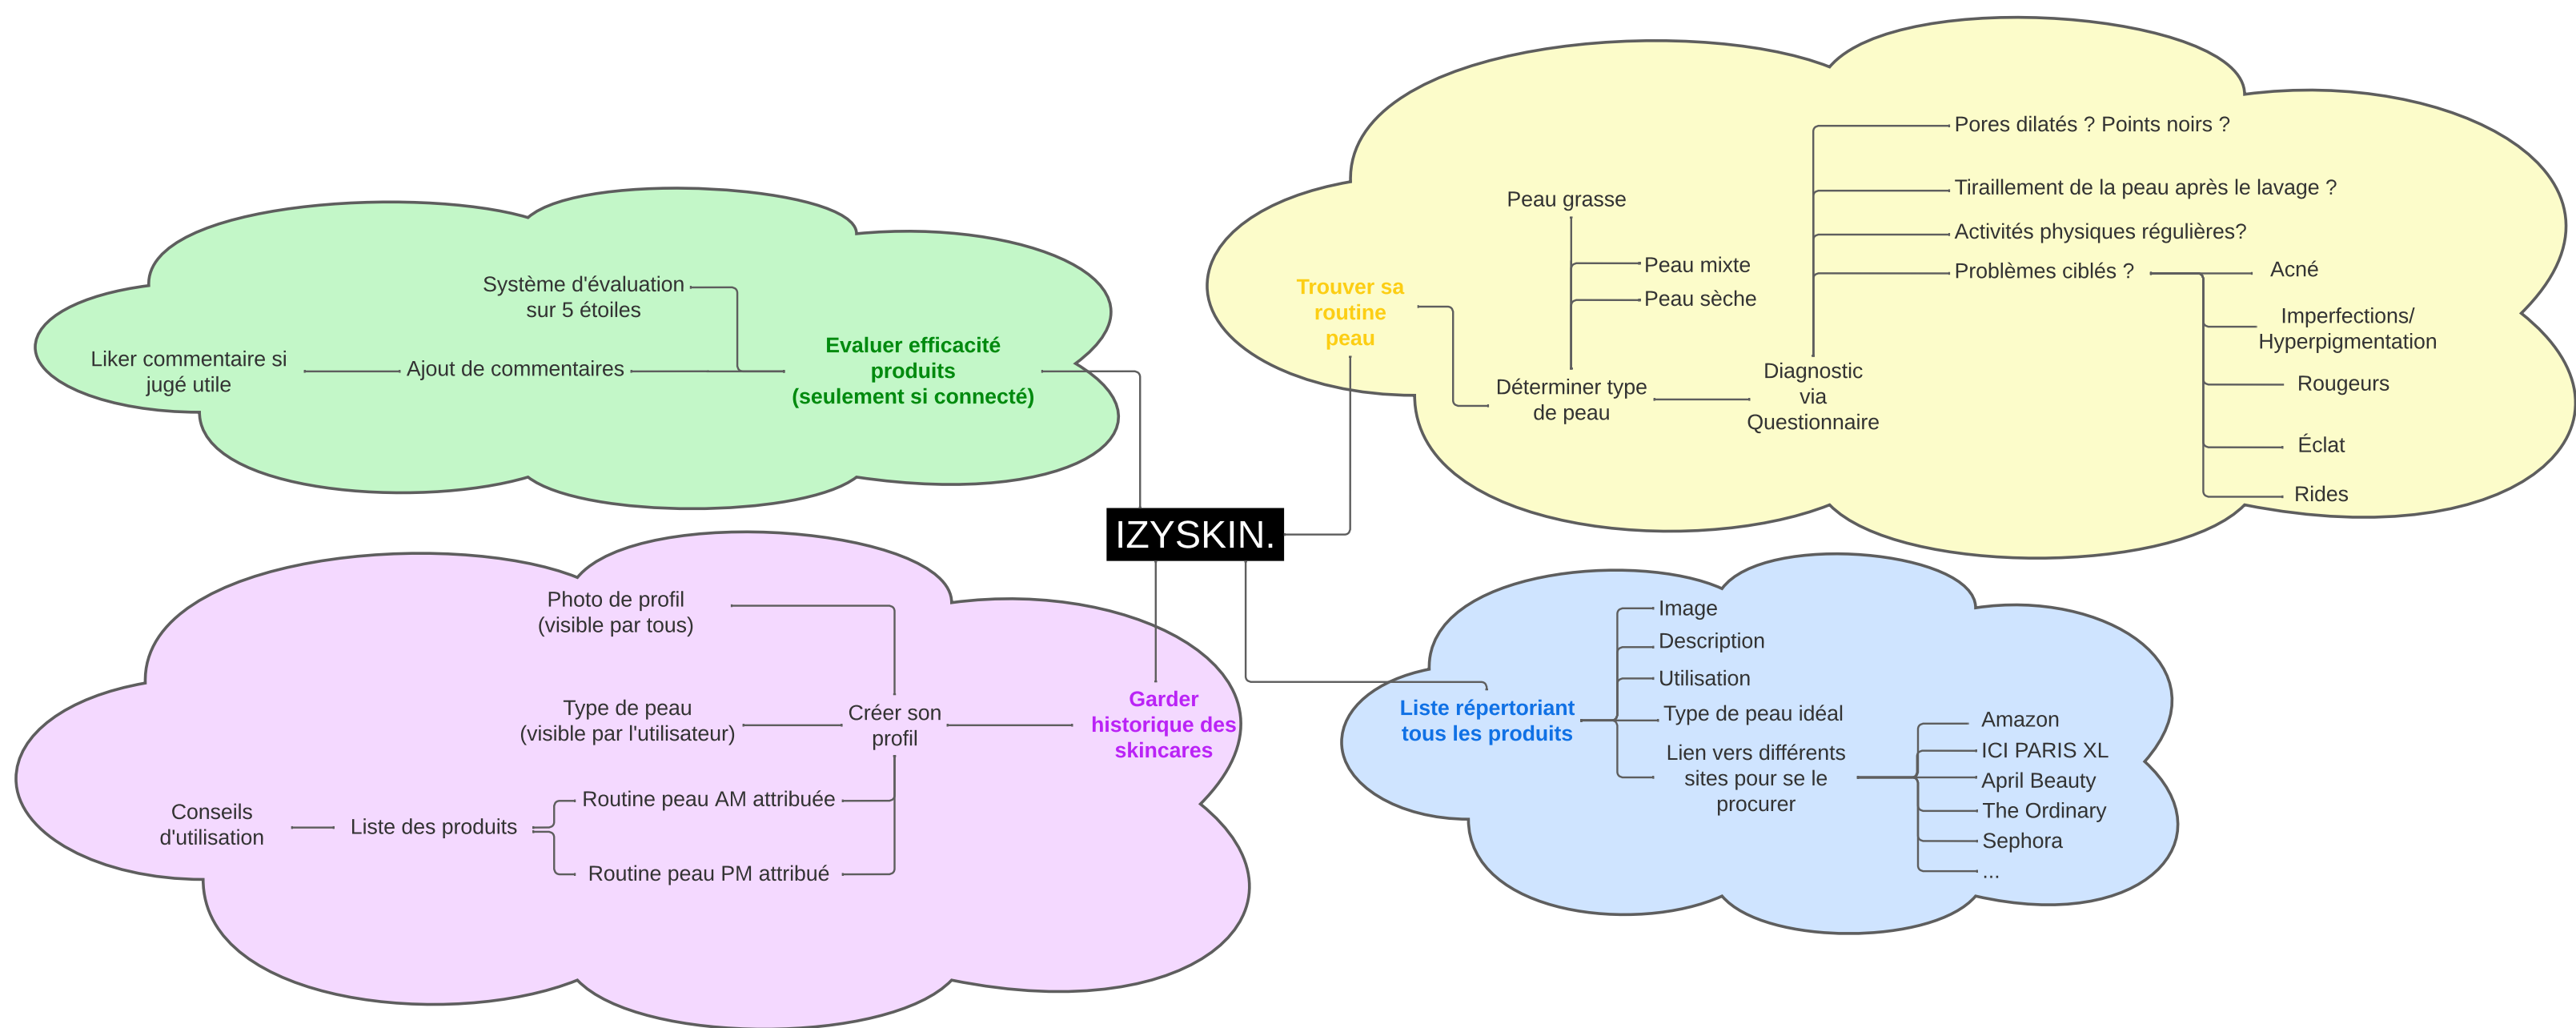 IZYSKIN.
Evaluer efficacité
produits
(seulement si connecté)
Système d'évaluation
sur 5 étoiles
Ajout de commentaires
Liker commentaire si
jugé utile
Trouver sa
routine
peau
Déterminer type
de peau
Peau grasse
Peau mixte
Peau sèche
Diagnostic
via
Questionnaire
Pores dilatés ? Points noirs ?
Tiraillement de la peau après le lavage ?
Activités physiques régulières?
Problèmes ciblés ?
Acné
Imperfections/
Hyperpigmentation
Rougeurs
Éclat
Rides
Garder
historique des
skincares
Créer son
profil
Photo de profil
(visible par tous)
Type de peau
(visible par l'utilisateur)
Routine peau AM attribuée
Routine peau PM attribué
Liste des produits
Conseils
d'utilisation
Liste répertoriant
tous les produits
Image
Description
Utilisation
Type de peau idéal
Lien vers différents
sites pour se le
procurer
Amazon
ICI PARIS XL
April Beauty
The Ordinary
Sephora
...